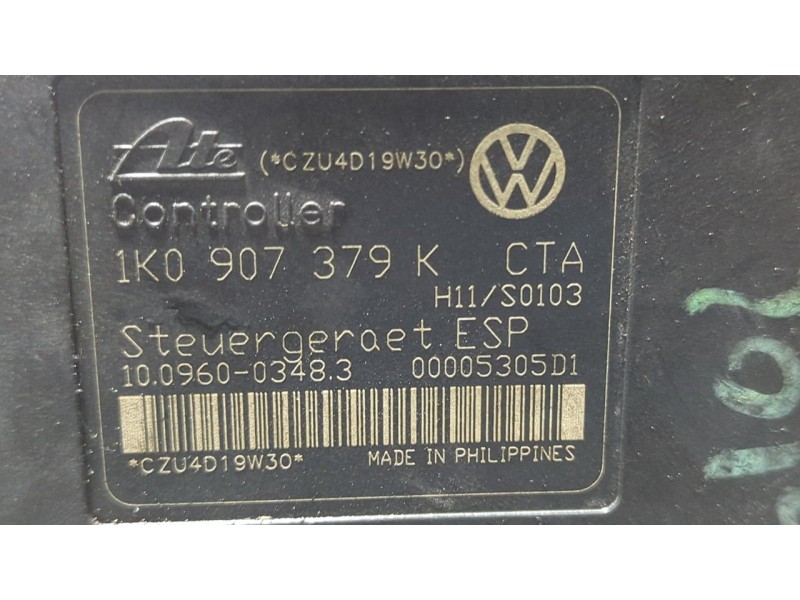 Ate (*CZU4D19W30*)
Controller
1K0 907 379 K CTA
H11/S0103
Steuergeraet ESP
10.0960-0348.3 00005305D1
*CZU4D19W30*
MADE IN PHILIPPINES